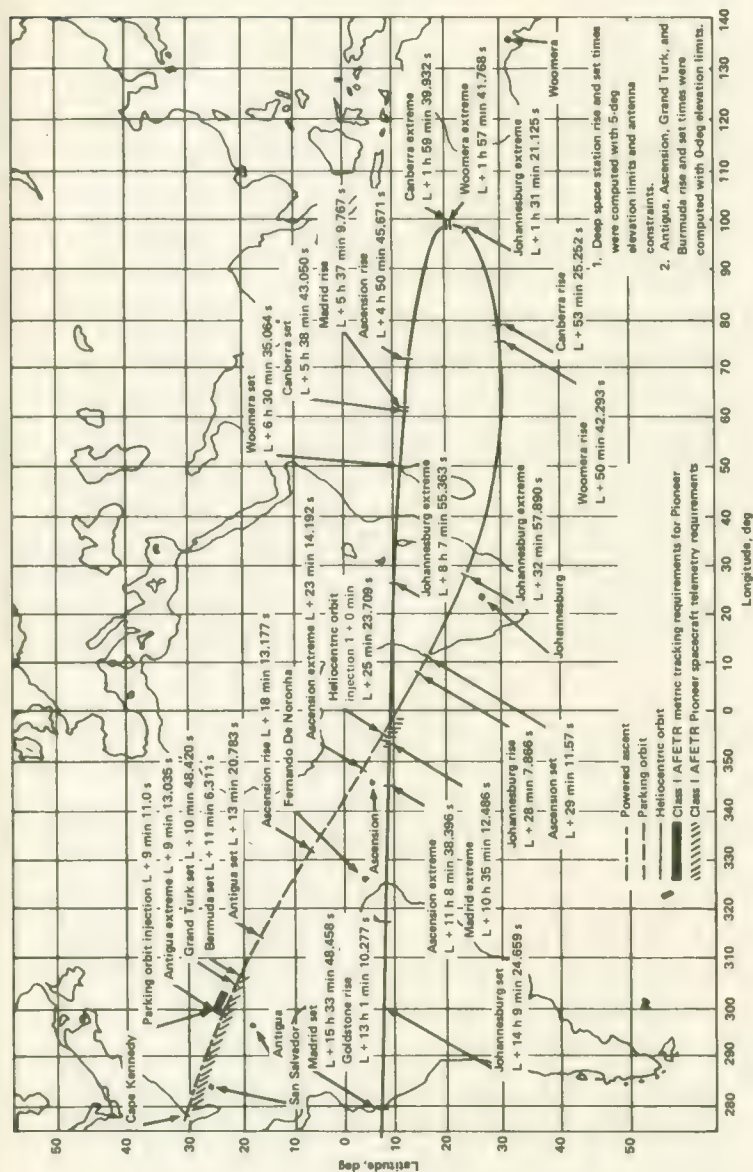 Cape Kennedy
Parking orbit injection L + 9 min 11.0 s
Antigua extreme L + 9 min 13.035 s
Grand Turk set L + 10 min 48.420 s
Bermuda set L + 11 min 6.311 s
Antigua set L + 13 min 20.783 s
Ascension rise L + 18 min 13.177 s
Fernando De Noronha
Ascension extreme L + 23 min 14.192 s
Heliocentric orbit
injection 1 + 0 min
L + 25 min 23.709 s
Woomera set
L + 6 h 30 min 35.064 s
Canberra set
L + 5 h 38 min 43.050 s
Madrid rise
L + 5 h 37 min 9.767 s
Ascension rise
L + 4 h 50 min 45.671 s
Canberra extreme
L + 1 h 59 min 39.932 s
Woomera extreme
L + 1 h 57 min 41.768 s
Woomera
Johannesburg extreme
L + 1 h 31 min 21.125 s
Canberra rise
L + 53 min 25.252 s
Woomera rise
L + 50 min 42.293 s
Johannesburg extreme
L + 8 h 7 min 55.363 s
Johannesburg extreme
L + 32 min 57.890 s
Johannesburg
Johannesburg rise
L + 28 min 7.866 s
Ascension set
L + 29 min 11.57 s
Ascension
Ascension extreme
L + 11 h 8 min 38.396 s
Madrid extreme
L + 10 h 35 min 12.486 s
Antigua
San Salvador
Madrid set
L + 15 h 33 min 48.458 s
Goldstone rise
L + 13 h 1 min 10.277 s
Johannesburg set
L + 14 h 9 min 24.659 s
1. Deep space station rise and set times
were computed with 5-deg
elevation limits and antenna
constraints.
2. Antigua, Ascension, Grand Turk, and
Burmuda rise and set times were
computed with 0-deg elevation limits.
Powered ascent
Parking orbit
Heliocentric orbit
Class I AFETR metric tracking requirements for Pioneer
Class I AFETR Pioneer spacecraft telemetry requirements
50
40
30
20
10
0
10
20
30
40
50
Latitude, deg
280
290
300
310
320
330
340
350
0
10
20
30
40
50
60
70
80
90
100
110
120
130
140
Longitude, deg